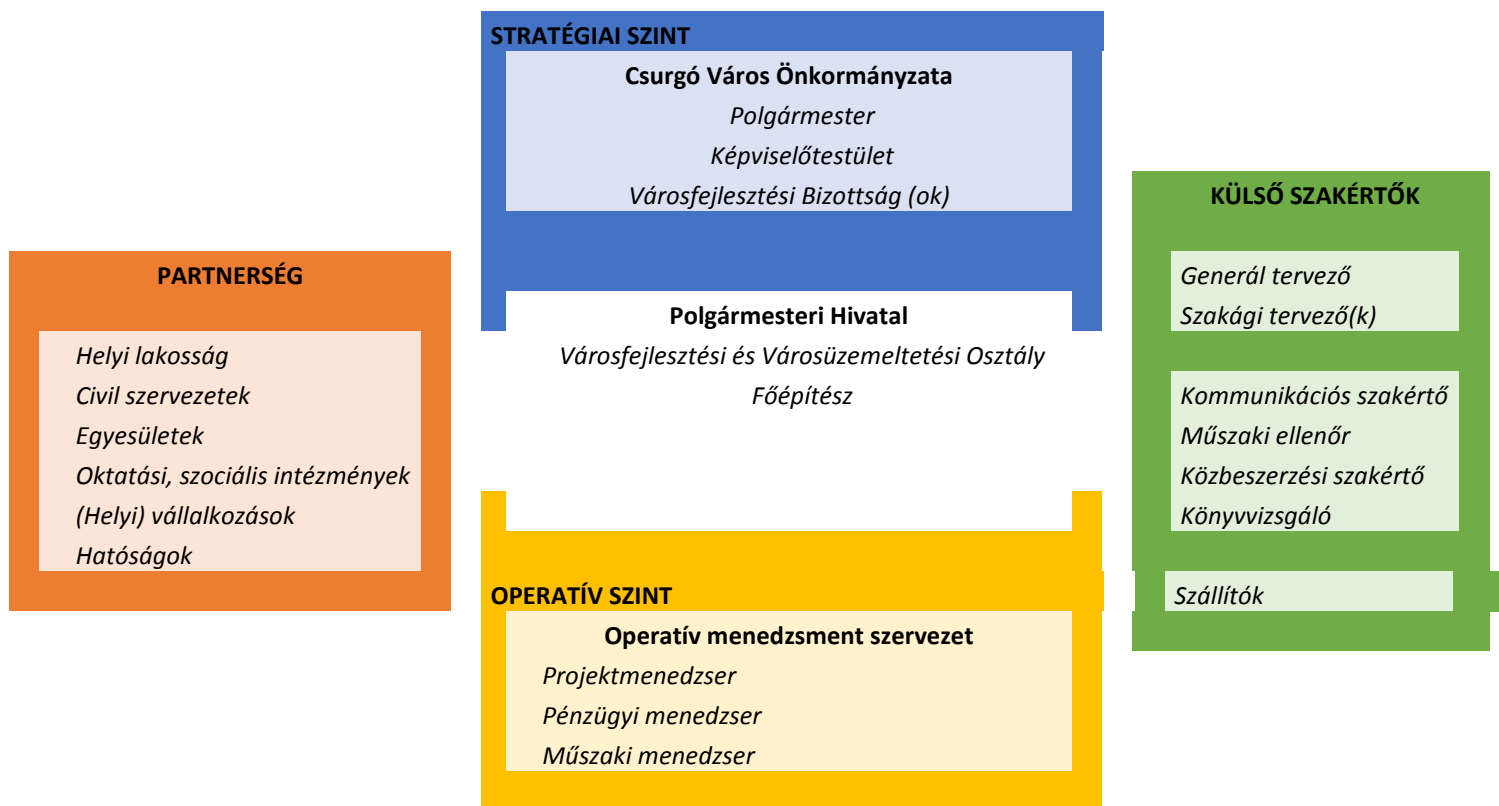 STRATÉGIAI SZINT
Csurgó Város Önkormányzata
Polgármester
Képviselőtestület
Városfejlesztési Bizottság (ok)
PARTNERSÉG
Helyi lakosság
Civil szervezetek
Egyesületek
Oktatási, szociális intézmények
(Helyi) vállalkozások
Hatóságok
Polgármesteri Hivatal
Városfejlesztési és Városüzemeltetési Osztály
Főépítész
OPERATÍV SZINT
Operatív menedzsment szervezet
Projektmenedzser
Pénzügyi menedzser
Műszaki menedzser
KÜLSŐ SZAKÉRTŐK
Generál tervező
Szakági tervező(k)
Kommunikációs szakértő
Műszaki ellenőr
Közbeszerzési szakértő
Könyvvizsgáló
Szállítók